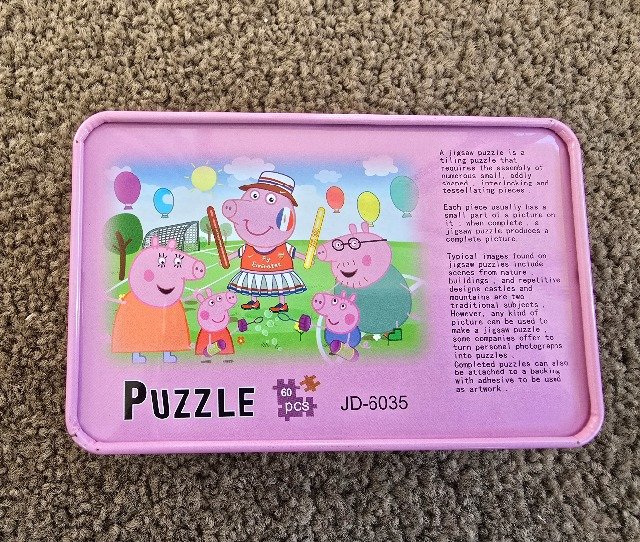 A jigsaw puzzle is a
tiling puzzle that
requires the assembly of
numerous small, oddly
shaped , interlocking and
tessellating pieces .
Each piece usually has a
small part of a picture on
it . when complete , a
jigsaw puzzle produces a
complete picture.
Typical images found on
jigsaw puzzles include
scenes from nature ,
buildings , and repetitive
designs castles and
mountains are two
traditional subjects .
However, any kind of
picture can be used to
make a jigsaw puzzle ,
some companies offer to
turn personal photographs
into puzzles .
Completed puzzles can also
be attached to a backing
with adhesive to be used
as artwork .
PUZZLE
60
pcs
JD-6035